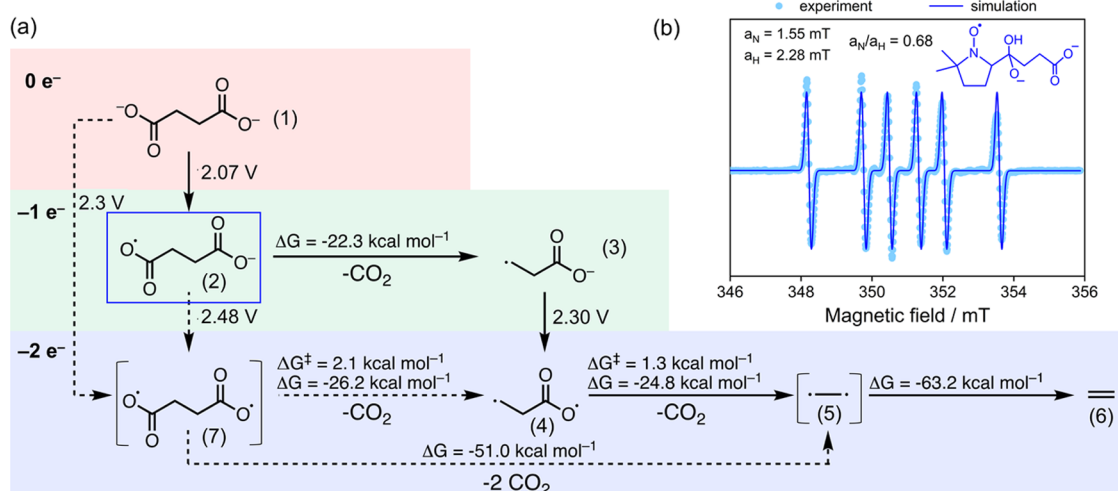 (a)
0 e⁻
⁻O
O
O
O⁻
(1)
2.07 V
2.3 V
–1 e⁻
O•
O
O
O⁻
(2)
ΔG = -22.3 kcal mol⁻¹
-CO₂
O
O⁻
(3)
2.48 V
2.30 V
–2 e⁻
O•
O
O
O•
(7)
ΔG‡ = 2.1 kcal mol⁻¹
ΔG = -26.2 kcal mol⁻¹
-CO₂
O
O•
(4)
ΔG‡ = 1.3 kcal mol⁻¹
ΔG = -24.8 kcal mol⁻¹
-CO₂
(5)
ΔG = -63.2 kcal mol⁻¹
(6)
ΔG = -51.0 kcal mol⁻¹
-2 CO₂
(b)
experiment simulation
aN = 1.55 mT
aH = 2.28 mT
aN/aH = 0.68
O•
N
OH
O⁻
O
O⁻
346 348 350 352 354 356
Magnetic field / mT